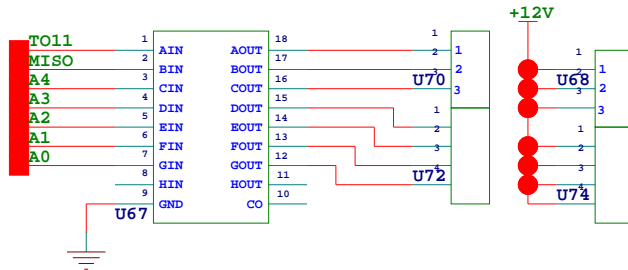 +12V
TO11 1 AIN AOUT 18 1 1
MISO 2 BIN BOUT 17 2 1 2 1
A4 3 CIN COUT 16 3 2 U70 3 2 U68
A3 4 DIN DOUT 15 3 3
A2 5 EIN EOUT 14 1 1
A1 6 FIN FOUT 13 2 2
A0 7 GIN GOUT 12 3 3
8 HIN HOUT 11 4 U72 4 U74
9 GND CO 10
U67